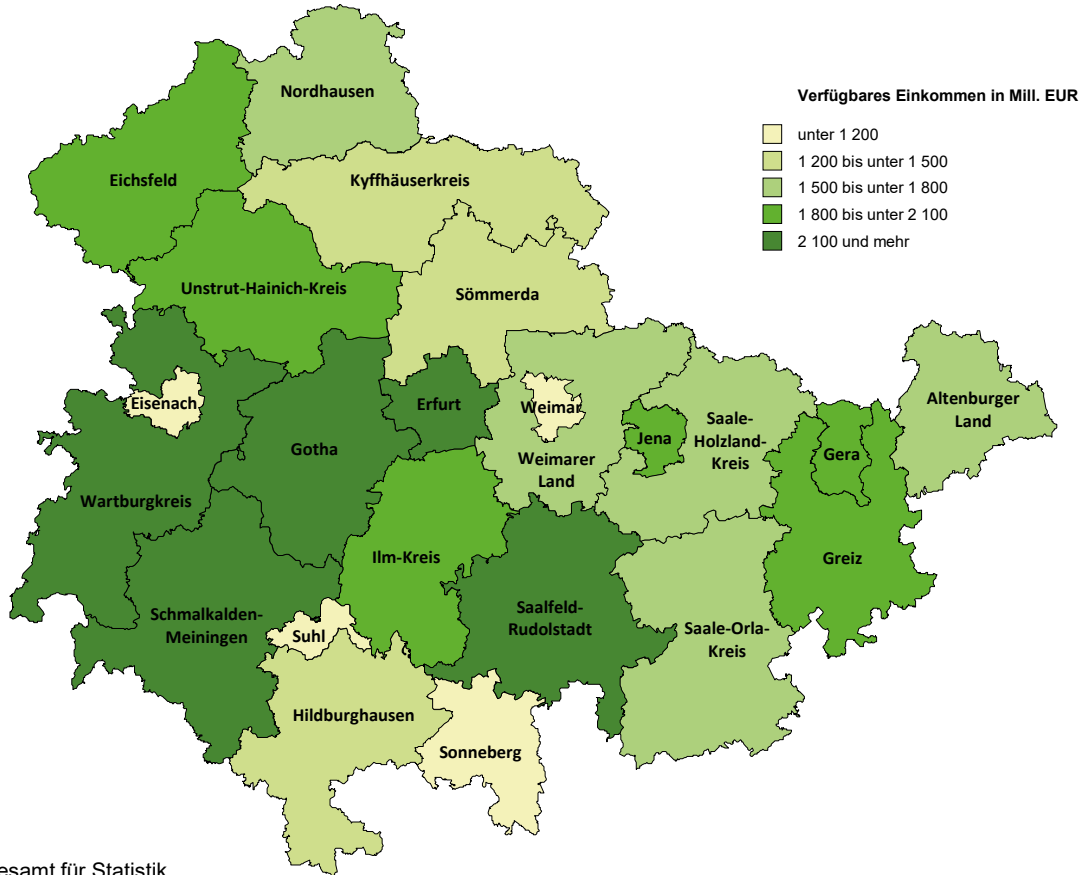 Verfügbares Einkommen in Mill. EUR
unter 1 200
1 200 bis unter 1 500
1 500 bis unter 1 800
1 800 bis unter 2 100
2 100 und mehr
Nordhausen
Eichsfeld
Kyffhäuserkreis
Unstrut-Hainich-Kreis
Sömmerda
Eisenach
Erfurt
Weimar
Altenburger
Land
Gotha
Jena
Saale-
Holzland-
Kreis
Gera
Weimarer
Land
Wartburgkreis
Ilm-Kreis
Greiz
Schmalkalden-
Meiningen
Suhl
Saalfeld-
Rudolstadt
Saale-Orla-
Kreis
Hildburghausen
Sonneberg
esamt für Statistik